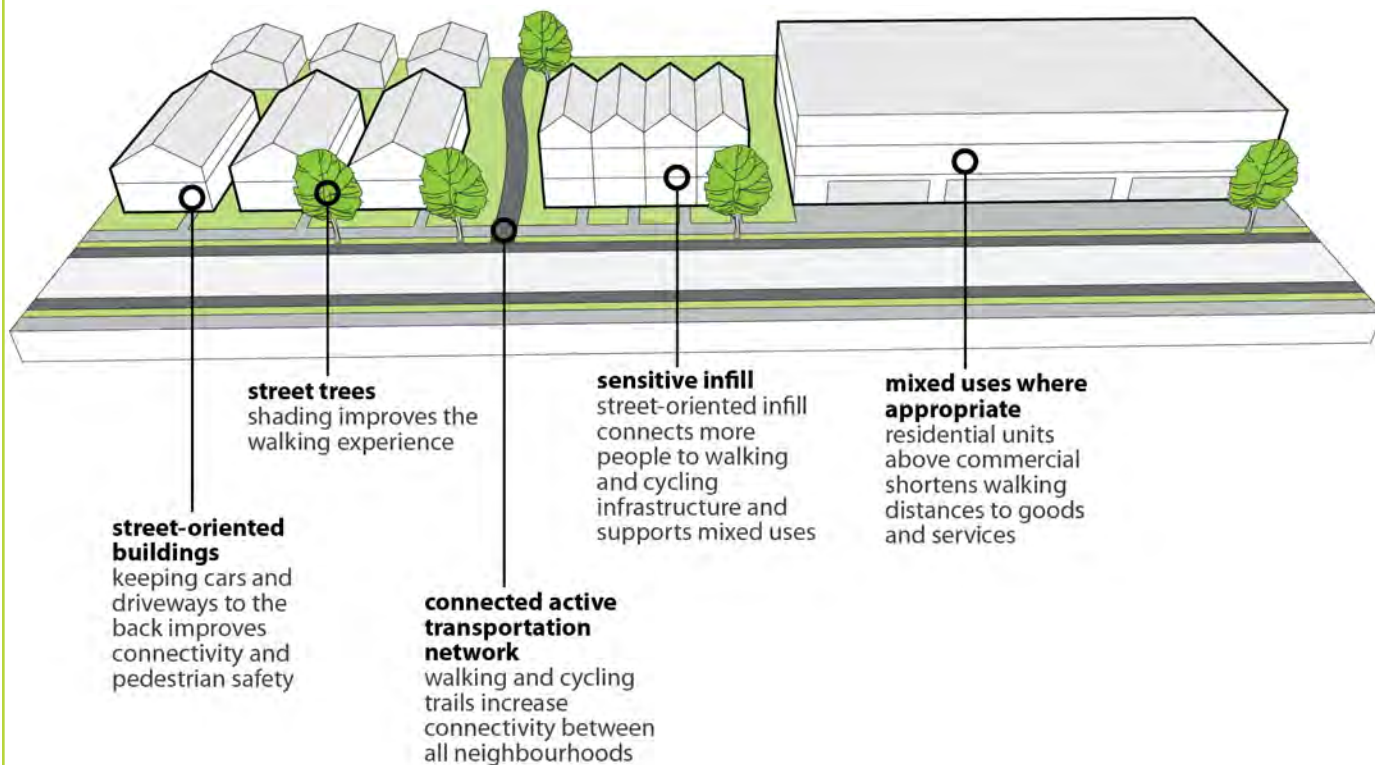 street-oriented
buildings
keeping cars and
driveways to the
back improves
connectivity and
pedestrian safety
street trees
shading improves the
walking experience
connected active
transportation
network
walking and cycling
trails increase
connectivity between
all neighbourhoods
sensitive infill
street-oriented infill
connects more
people to walking
and cycling
infrastructure and
supports mixed uses
mixed uses where
appropriate
residential units
above commercial
shortens walking
distances to goods
and services